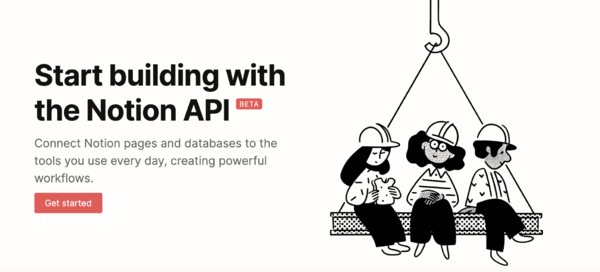 Start building with
the Notion API BETA
Connect Notion pages and databases to the
tools you use every day, creating powerful
workflows.
Get started